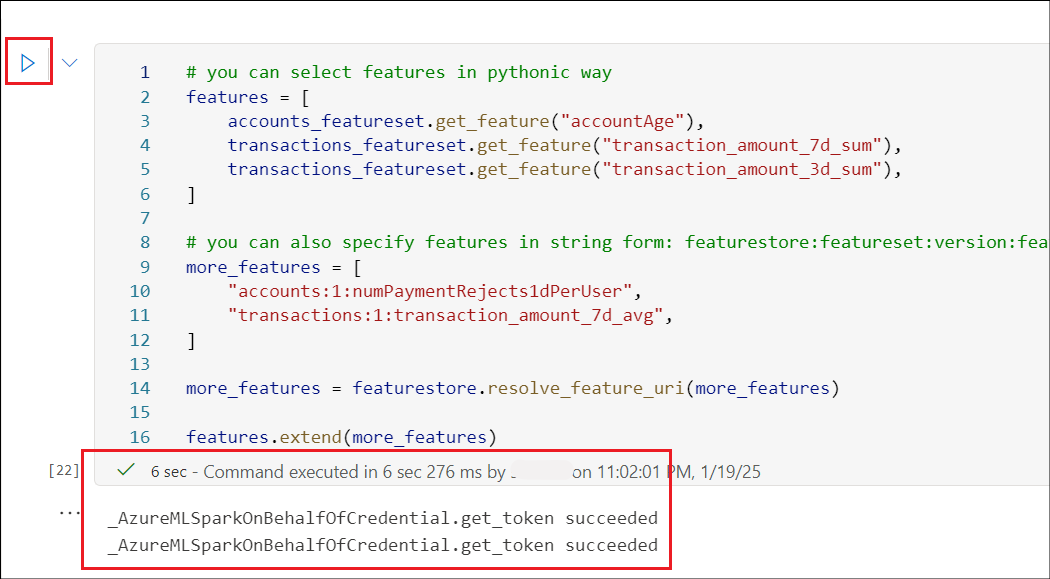 1 # you can select features in pythonic way
2 features = [
3 accounts_featureset.get_feature("accountAge"),
4 transactions_featureset.get_feature("transaction_amount_7d_sum"),
5 transactions_featureset.get_feature("transaction_amount_3d_sum"),
6 ]
7
8 # you can also specify features in string form: featurestore:featureset:version:fea
9 more_features = [
10 "accounts:1:numPaymentRejects1dPerUser",
11 "transactions:1:transaction_amount_7d_avg",
12 ]
13
14 more_features = featurestore.resolve_feature_uri(more_features)
15
16 features.extend(more_features)
[22] 6 sec - Command executed in 6 sec 276 ms by on 11:02:01 PM, 1/19/25
... _AzureMLSparkOnBehalfOfCredential.get_token succeeded
_AzureMLSparkOnBehalfOfCredential.get_token succeeded